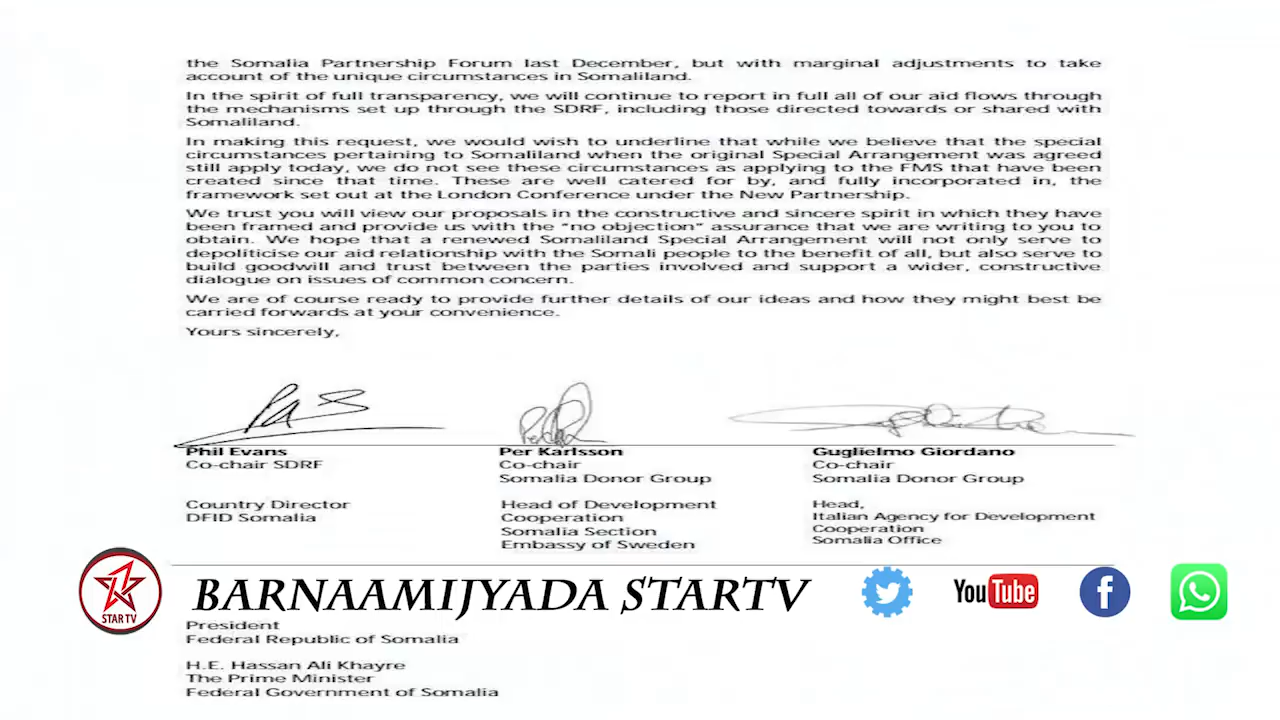 the Somalia Partnership Forum last December, but with marginal adjustments to take
account of the unique circumstances in Somaliland.
In the spirit of full transparency, we will continue to report in full all of our aid flows through
the mechanisms set up through the SDRF, including those directed towards or shared with
Somaliland.
In making this request, we would wish to underline that while we believe that the special
circumstances pertaining to Somaliland when the original Special Arrangement was agreed
still apply today, we do not see these circumstances as applying to the FMS that have been
created since that time. These are well catered for by, and fully incorporated in, the
framework set out at the London Conference under the New Partnership.
We trust you will view our proposals in the constructive and sincere spirit in which they have
been framed and provide us with the "no objection" assurance that we are writing to you to
obtain. We hope that a renewed Somaliland Special Arrangement will not only serve to
depoliticise our aid relationship with the Somali people to the benefit of all, but also serve to
build goodwill and trust between the parties involved and support a wider, constructive
dialogue on issues of common concern.
We are of course ready to provide further details of our ideas and how they might best be
carried forwards at your convenience.
Yours sincerely,
Phil Evans
Co-chair SDRF
Country Director
DFID Somalia
Per Karlsson
Co-chair
Somalia Donor Group
Head of Development
Cooperation
Somalia Section
Embassy of Sweden
Guglielmo Giordano
Co-chair
Somalia Donor Group
Head,
Italian Agency for Development
Cooperation
Somalia Office
STAR TV
BARNAAMIJYADA STARTV
YouTube
President
Federal Republic of Somalia
H.E. Hassan Ali Khayre
The Prime Minister
Federal Government of Somalia